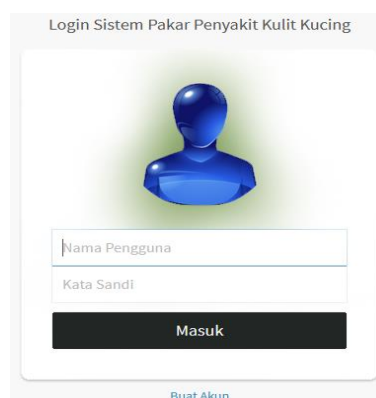 Login Sistem Pakar Penyakit Kulit Kucing
Nama Pengguna
Kata Sandi
Masuk
Buat Akun